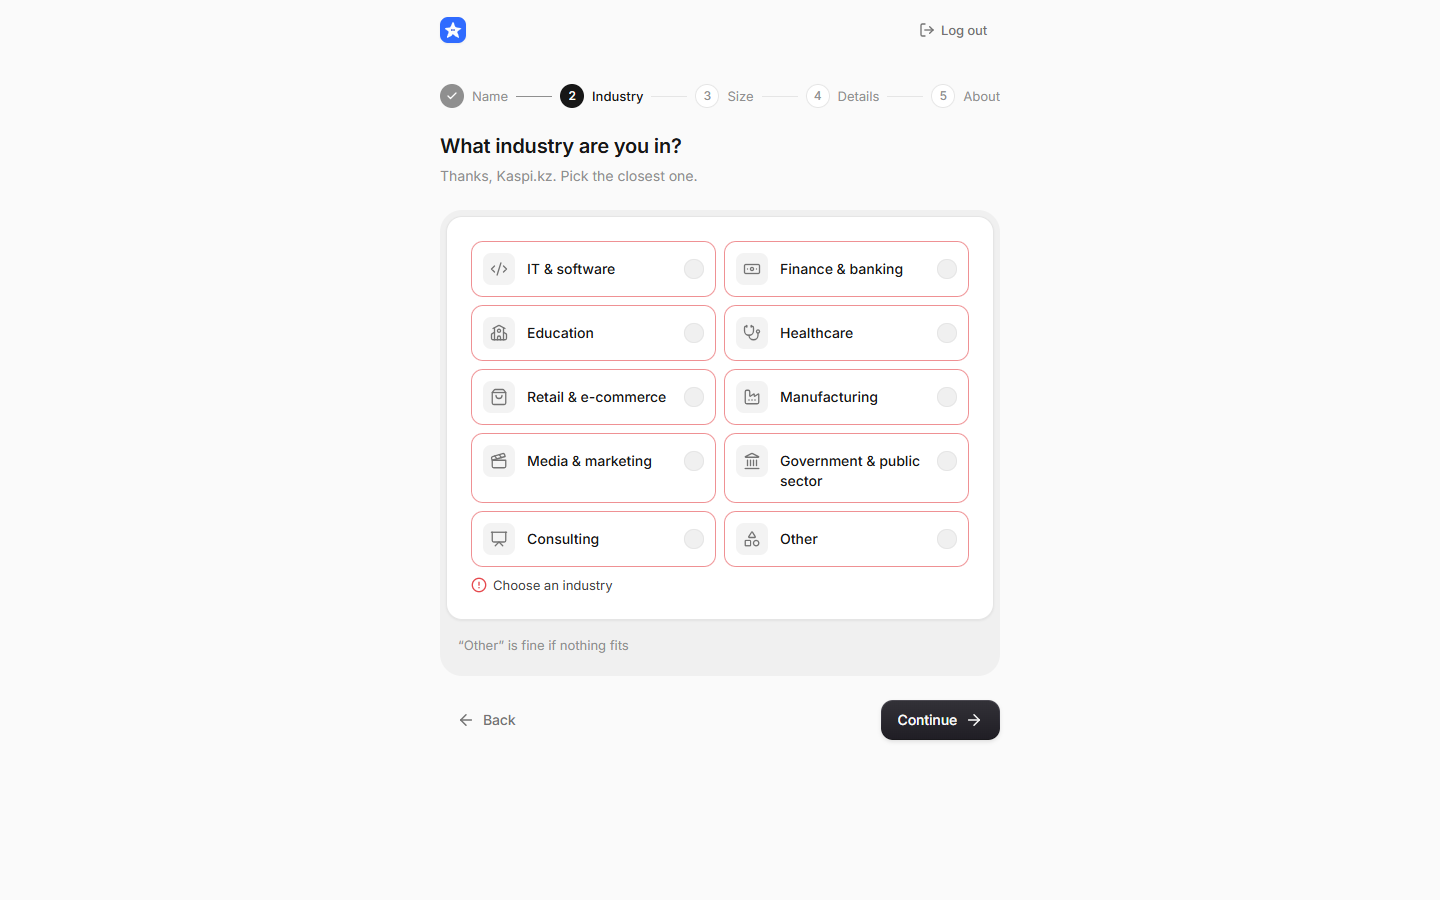 Log out
Name
2 Industry
3 Size
4 Details
5 About
What industry are you in?
Thanks, Kaspi.kz. Pick the closest one.
IT & software
Finance & banking
Education
Healthcare
Retail & e-commerce
Manufacturing
Media & marketing
Government & public
sector
Consulting
Other
Choose an industry
“Other” is fine if nothing fits
Back
Continue